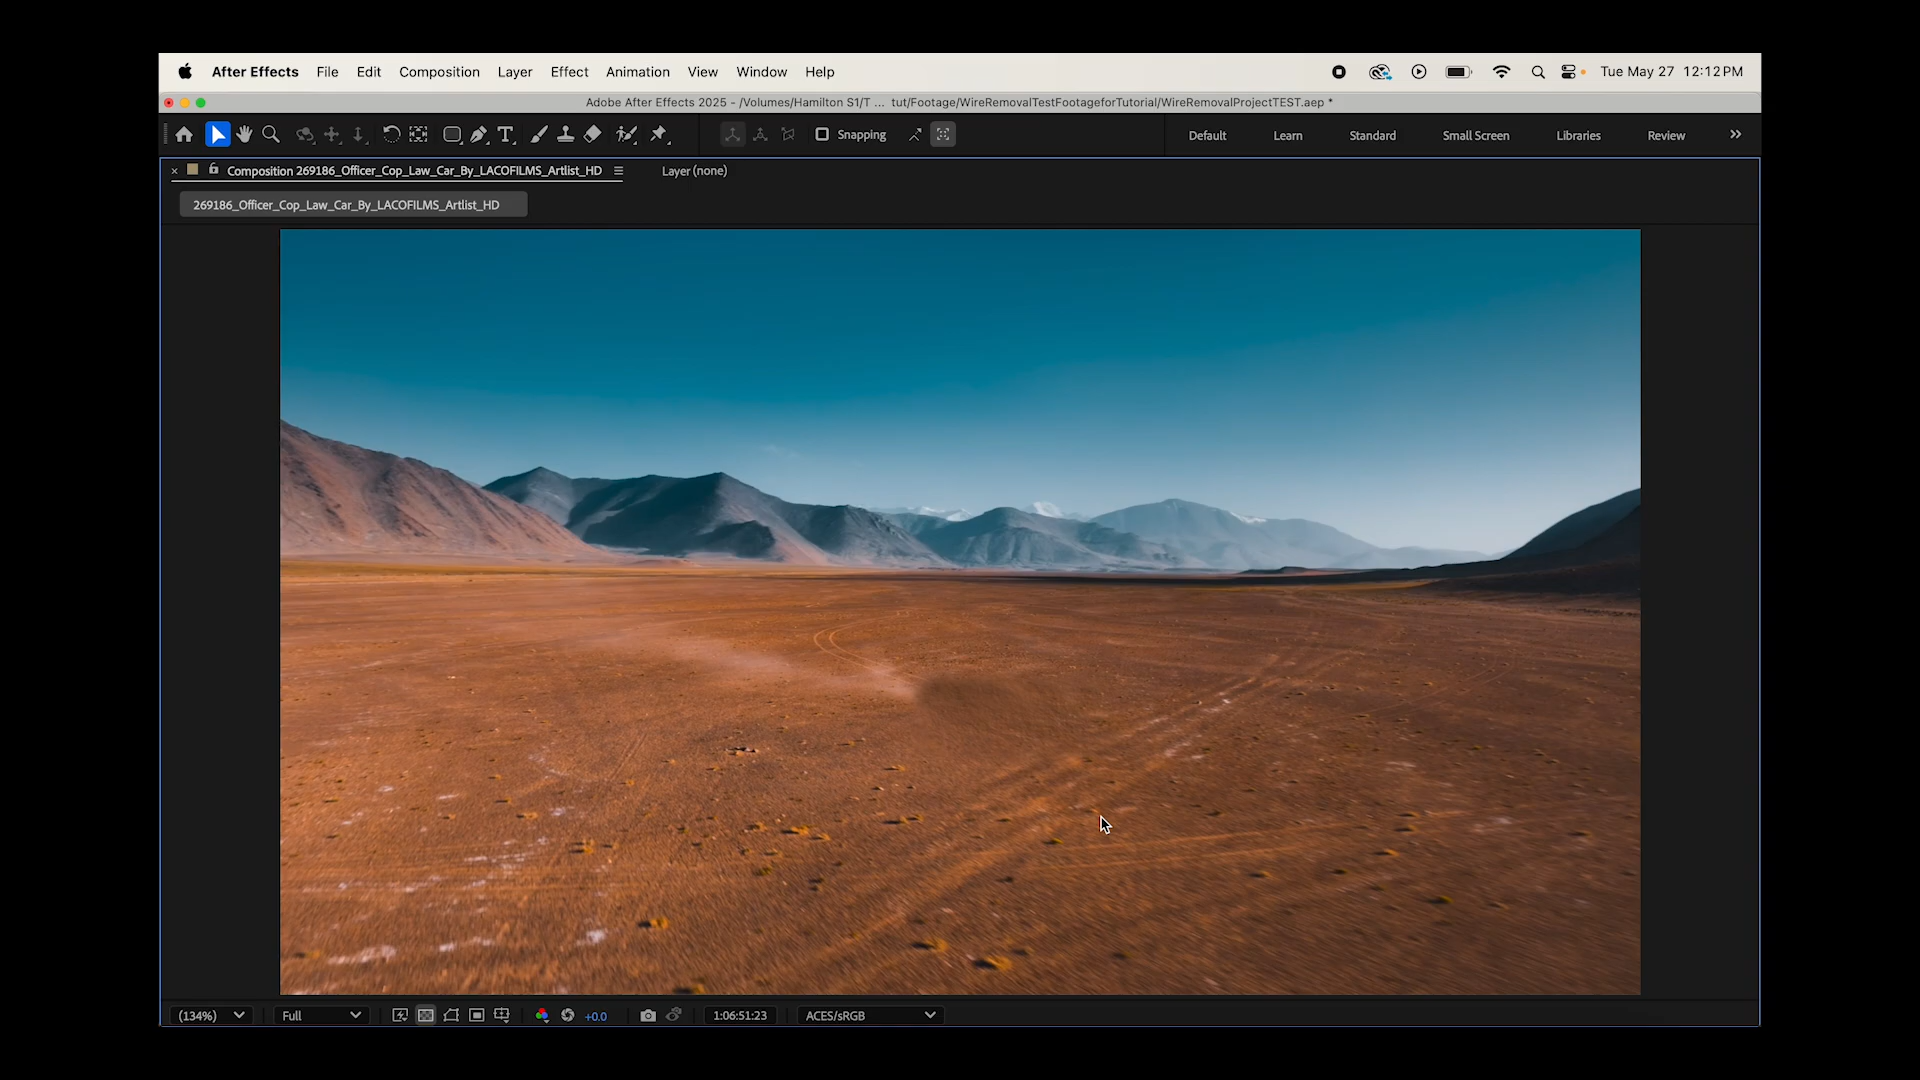 After Effects File Edit Composition Layer Effect Animation View Window Help Tue May 27 12:12 PM
Adobe After Effects 2025 - /Volumes/Hamilton S1/T ... tut/Footage/WireRemovalTestFootageforTutorial/WireRemovalProjectTEST.aep *
Snapping Default Learn Standard Small Screen Libraries Review
Composition 269186_Officer_Cop_Law_Car_By_LACOFILMS_Artlist_HD Layer (none)
269186_Officer_Cop_Law_Car_By_LACOFILMS_Artlist_HD
(134%) Full +0.0 1:06:51:23 ACES/sRGB